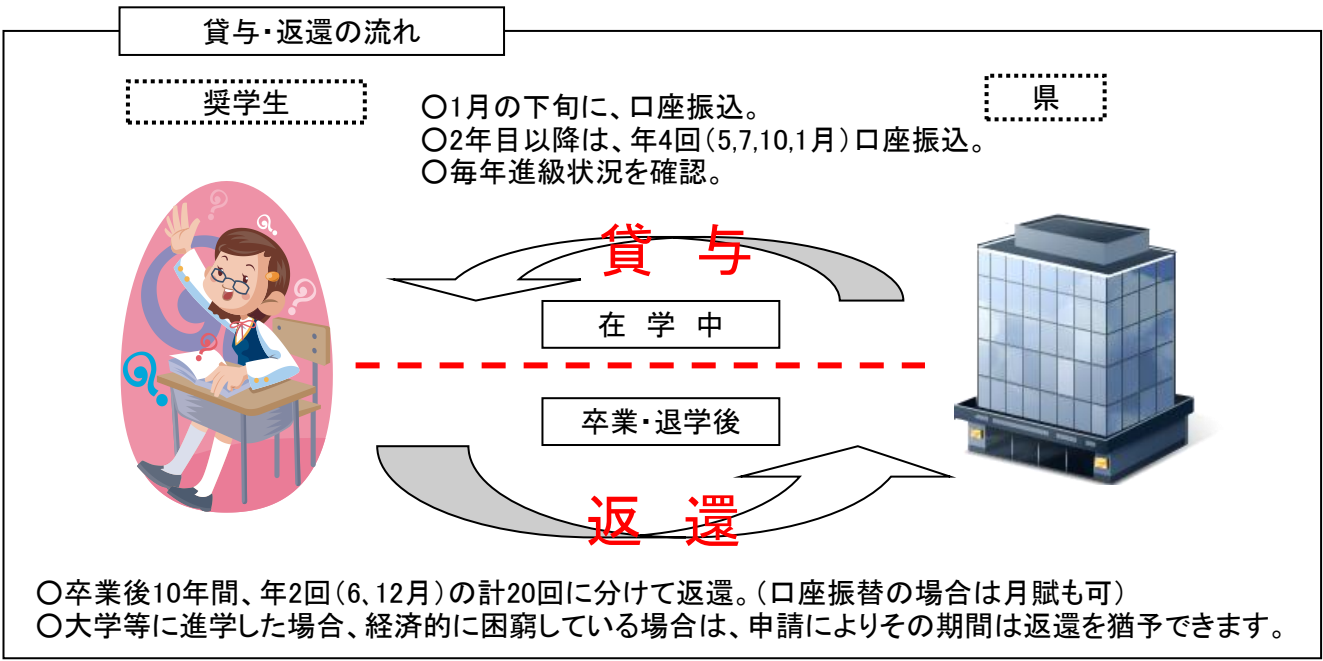 貸与・返還の流れ
奨学生
県
○1月の下旬に、口座振込。
○2年目以降は、年4回(5,7,10,1月)口座振込。
○毎年進級状況を確認。
貸 与
在 学 中
卒業・退学後
返 還
○卒業後10年間、年2回(6、12月)の計20回に分けて返還。(口座振替の場合は月賦も可)
○大学等に進学した場合、経済的に困窮している場合は、申請によりその期間は返還を猶予できます。